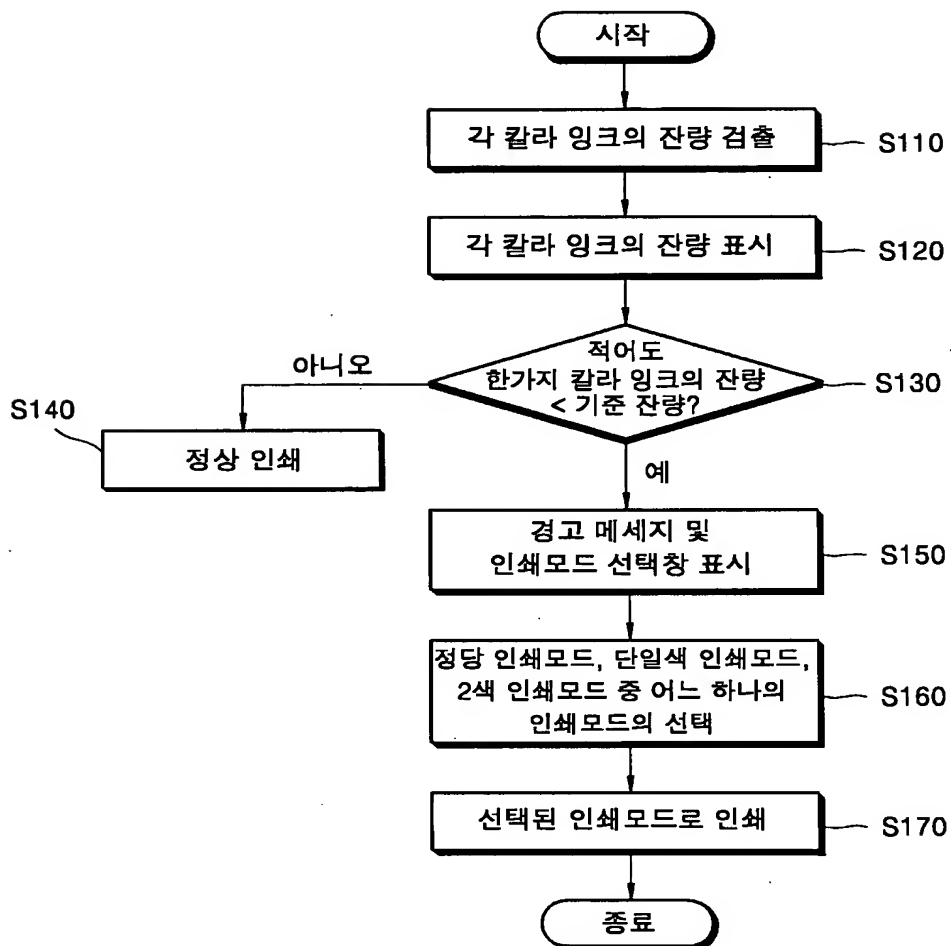 시작
각 칼라 잉크의 잔량 검출
S110
각 칼라 잉크의 잔량 표시
S120
적어도
한가지 칼라 잉크의 잔량
< 기준 잔량?
S130
아니오
S140
정상 인쇄
예
경고 메세지 및
인쇄모드 선택창 표시
S150
정당 인쇄모드, 단일색 인쇄모드,
2색 인쇄모드 중 어느 하나의
인쇄모드의 선택
S160
선택된 인쇄모드로 인쇄
S170
종료